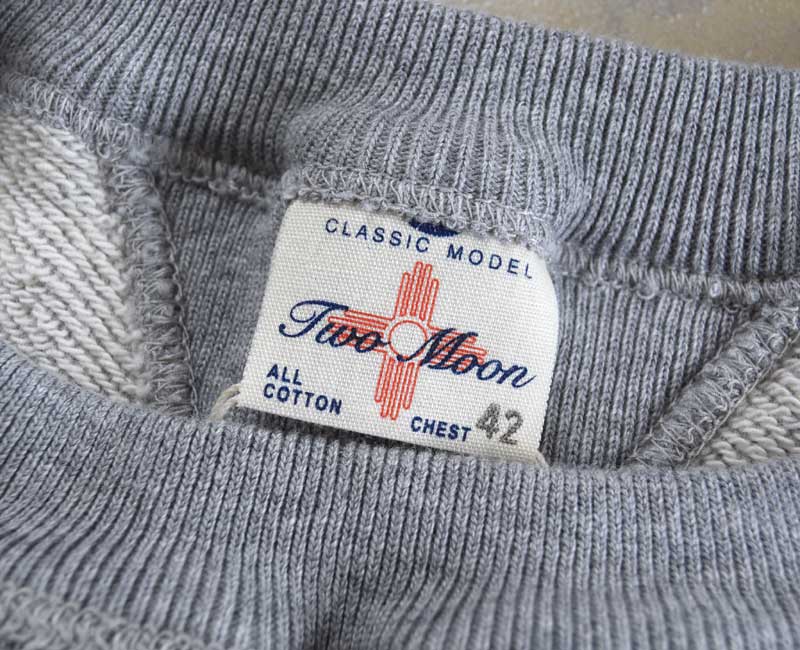 CLASSIC MODEL
Two Moon
ALL
COTTON
CHEST 42